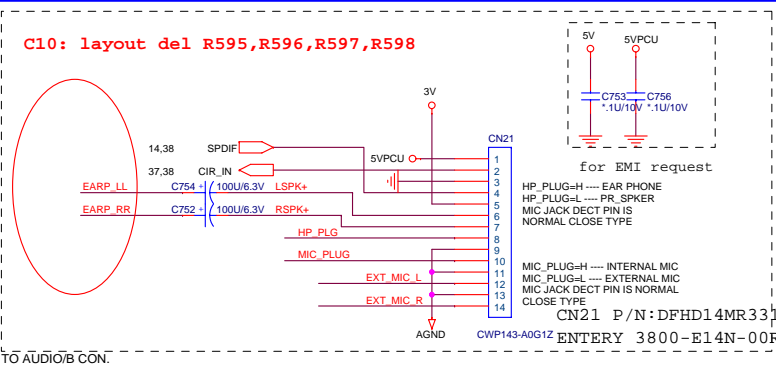 C10: layout del R595,R596,R597,R598
5V
5VPCU
C753
*.1U/10V
C756
*.1U/10V
for EMI request
3V
CN21
14,38
SPDIF
5VPCU
37,38
CIR_IN
EARP_LL
C754
+
100U/6.3V
LSPK+
EARP_RR
C752
+
100U/6.3V
RSPK+
HP_PLG
MIC_PLUG
EXT_MIC_L
EXT_MIC_R
1
2
3
4
5
6
7
8
9
10
11
12
13
14
HP_PLUG=H ---- EAR PHONE
HP_PLUG=L ---- PR_SPKER
MIC JACK DECT PIN IS
NORMAL CLOSE TYPE
MIC_PLUG=H ---- INTERNAL MIC
MIC_PLUG=L ---- EXTERNAL MIC
MIC JACK DECT PIN IS NORMAL
CLOSE TYPE
CN21 P/N:DFHD14MR331
AGND
CWP143-A0G1Z
ENTERY 3800-E14N-00R
TO AUDIO/B CON.